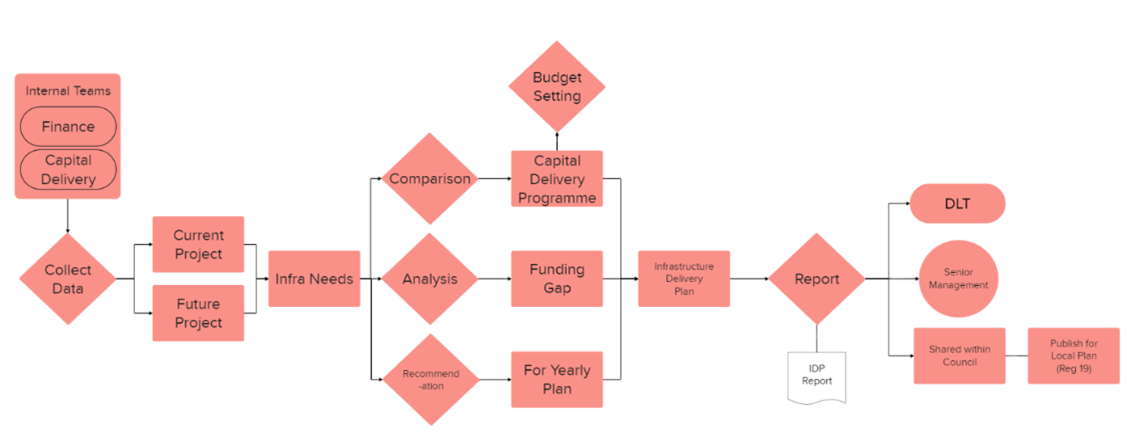 Internal Teams
Finance
Capital
Delivery
Collect
Data
Current
Project
Future
Project
Infra Needs
Comparison
Analysis
Recommend
-ation
Budget
Setting
Capital
Delivery
Programme
Funding
Gap
For Yearly
Plan
Infrastructure
Delivery
Plan
Report
IDP
Report
DLT
Senior
Management
Shared within
Council
Publish for
Local Plan
(Reg 19)